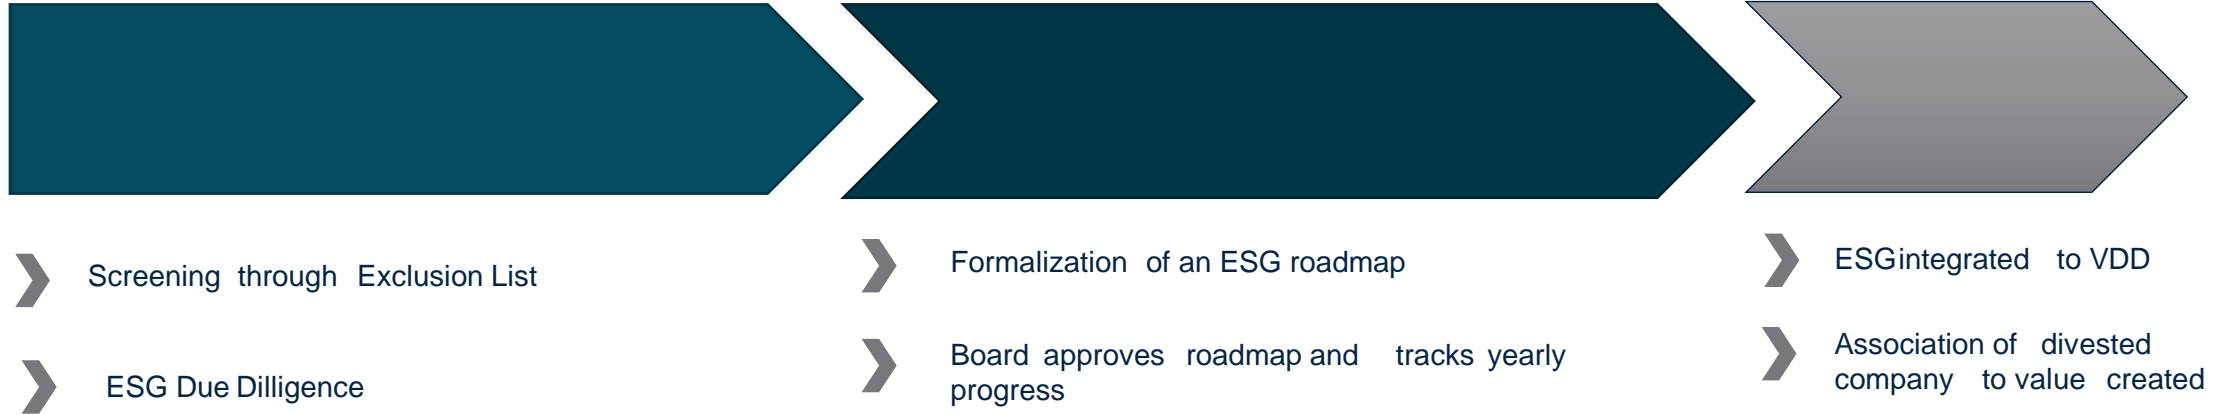 Screening through Exclusion List
ESG Due Dilligence
Formalization of an ESG roadmap
Board approves roadmap and tracks yearly
progress
ESGintegrated to VDD
Association of divested
company to value created